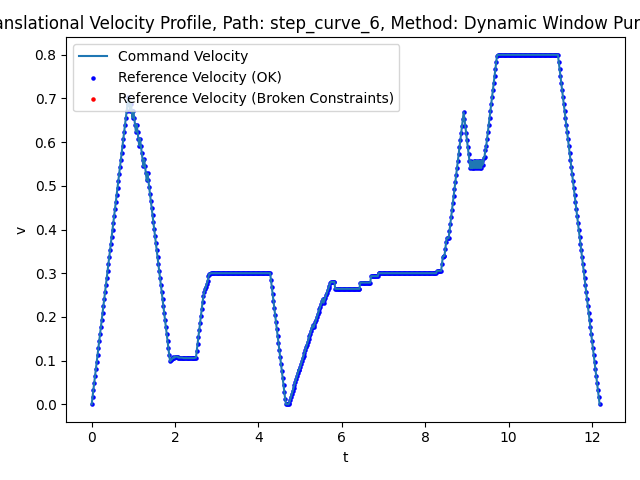 anslational Velocity Profile, Path: step_curve_6, Method: Dynamic Window Pur
Command Velocity
Reference Velocity (OK)
Reference Velocity (Broken Constraints)
0.8
0.7
0.6
0.5
0.4
0.3
0.2
0.1
0.0
v
0
2
4
6
8
10
12
t